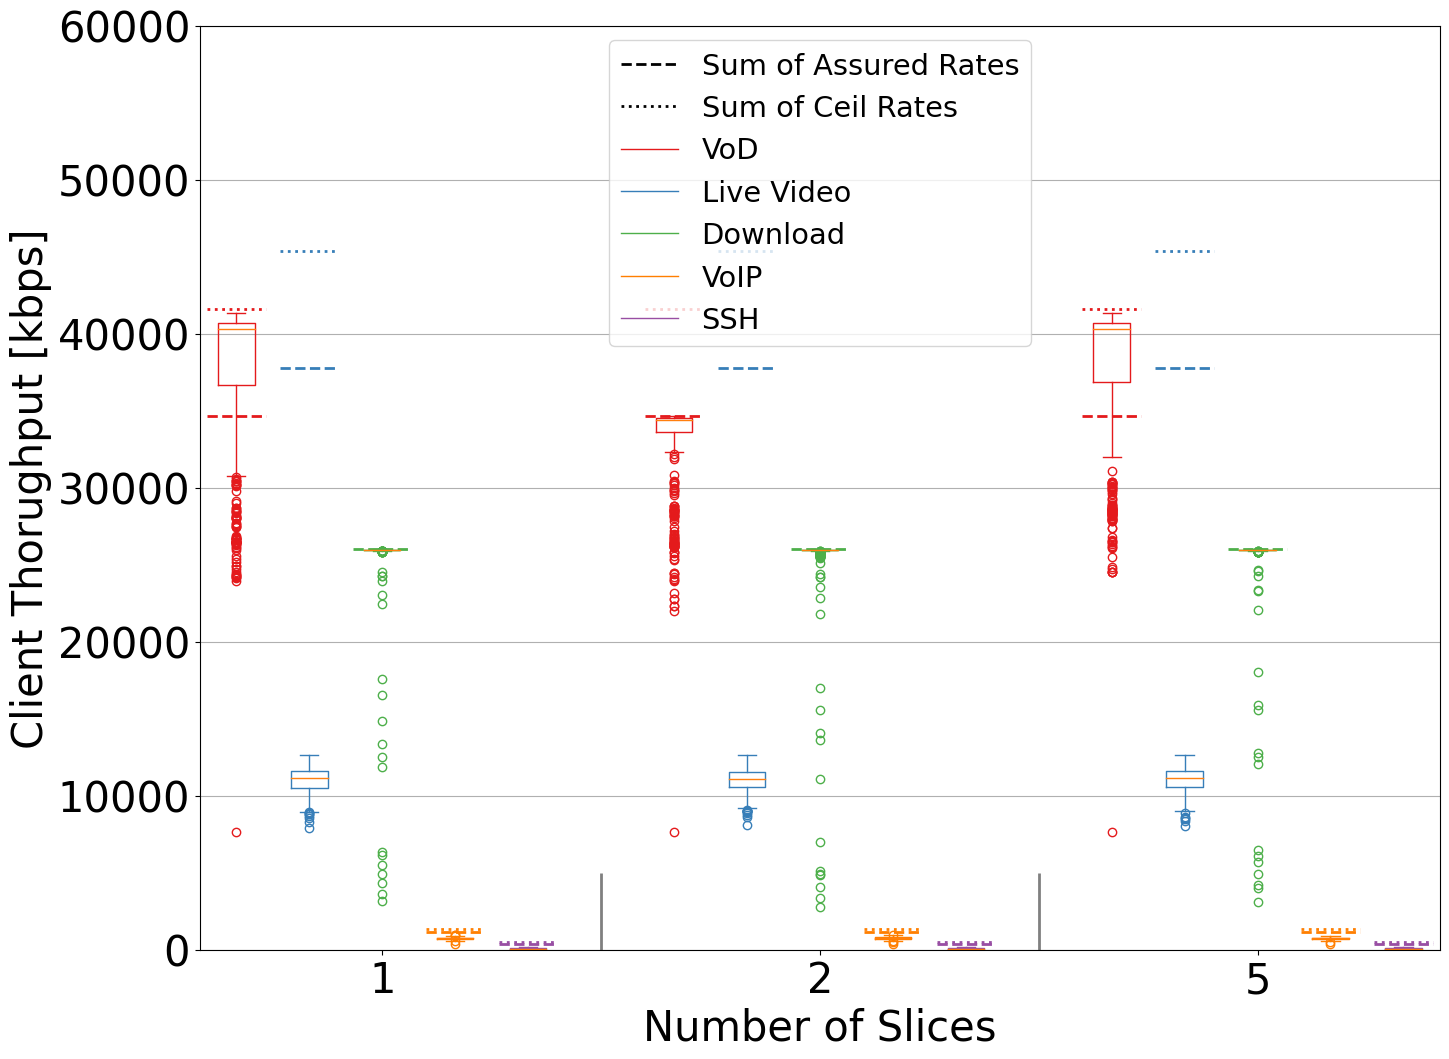 60000
50000
40000
30000
20000
10000
0
Client Thorughput [kbps]
Sum of Assured Rates
Sum of Ceil Rates
VoD
Live Video
Download
VoIP
SSH
1
2
5
Number of Slices